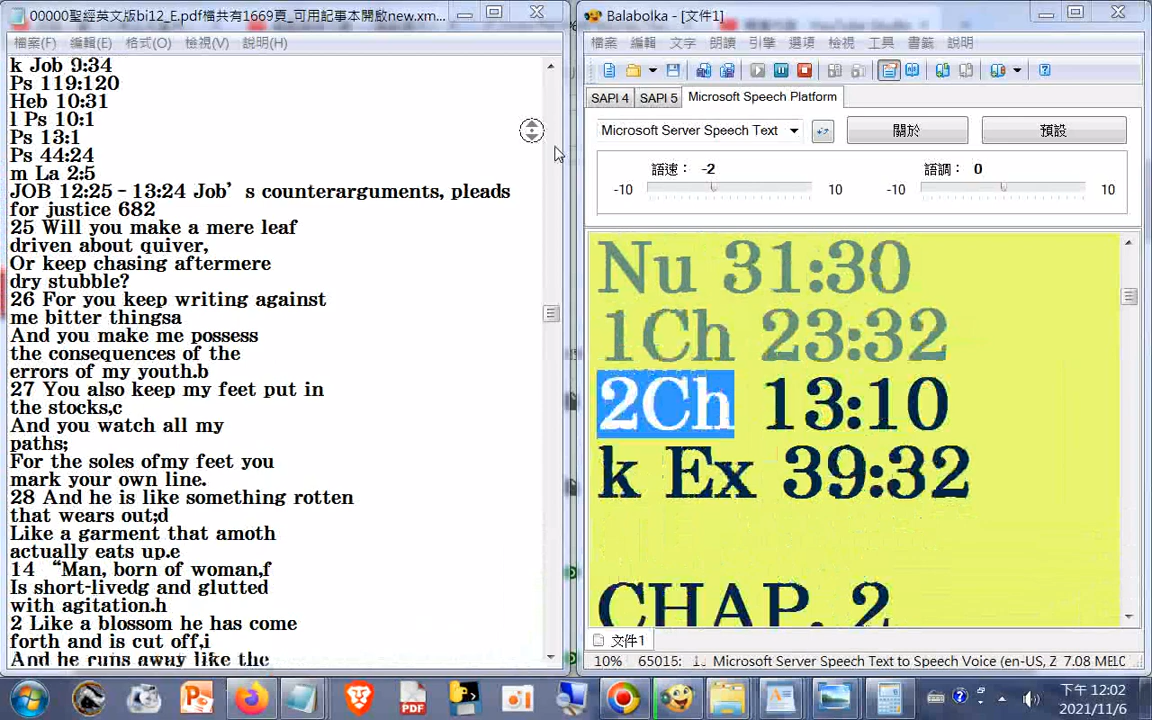 00000聖經英文版bi12_E.pdf檔共有1669頁_可用記事本開啟new.xm...
檔案(F) 編輯(E) 格式(O) 檢視(V) 說明(H)
k Job 9:34
Ps 119:120
Heb 10:31
l Ps 10:1
Ps 13:1
Ps 44:24
m La 2:5
JOB 12:25–13:24 Job’s counterarguments, pleads
for justice 682
25 Will you make a mere leaf
driven about quiver,
Or keep chasing aftermere
dry stubble?
26 For you keep writing against
me bitter thingsa
And you make me possess
the consequences of the
errors of my youth.b
27 You also keep my feet put in
the stocks,c
And you watch all my
paths;
For the soles ofmy feet you
mark your own line.
28 And he is like something rotten
that wears out;d
Like a garment that amoth
actually eats up.e
14 “Man, born of woman,f
Is short-livedg and glutted
with agitation.h
2 Like a blossom he has come
forth and is cut off,i
And he runs away like the
Balabolka - [文件1]
檔案 編輯 文字 朗讀 引擎 選項 檢視 工具 書籤 說明
SAPI 4 SAPI 5 Microsoft Speech Platform
Microsoft Server Speech Text 關於 預設
語速： -2 語調： 0
-10 10 -10 10
Nu 31:30
1Ch 23:32
2Ch 13:10
k Ex 39:32
CHAP. 2
文件1
10% 65015: Microsoft Server Speech Text to Speech Voice (en-US, Z 7.08 MELO
PDF
下午 12:02
2021/11/6